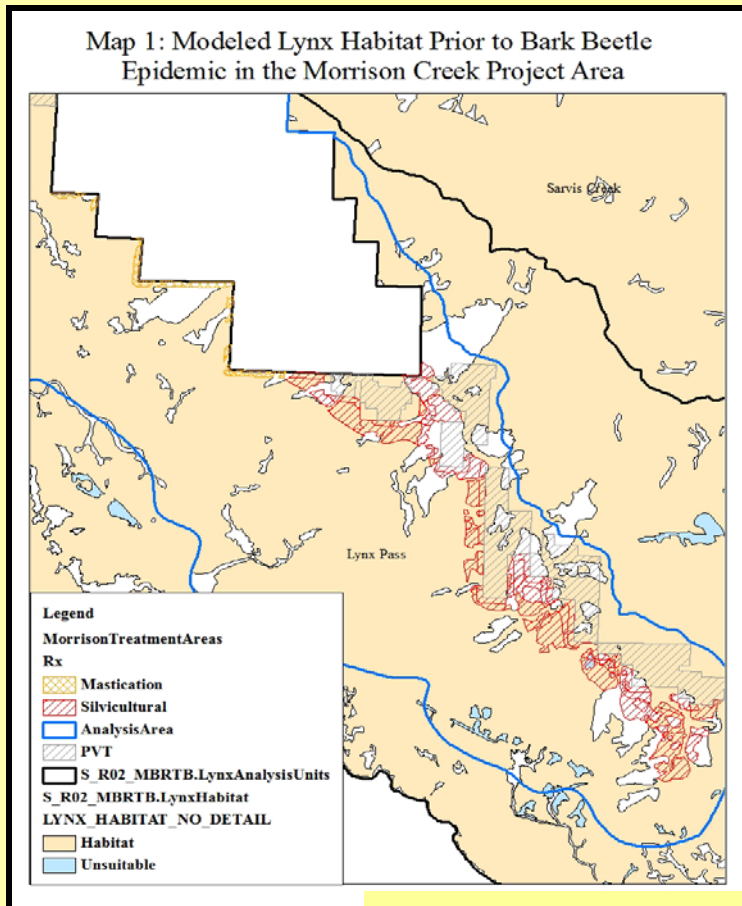 Map 1: Modeled Lynx Habitat Prior to Bark Beetle
Epidemic in the Morrison Creek Project Area
Sarvis Creek
Lynx Pass
Legend
MorrisonTreatmentAreas
Rx
Mastication
Silvicultural
AnalysisArea
PVT
S_R02_MBRTB.LynxAnalysisUnits
S_R02_MBRTB.LynxHabitat
LYNX_HABITAT_NO_DETAIL
Habitat
Unsuitable